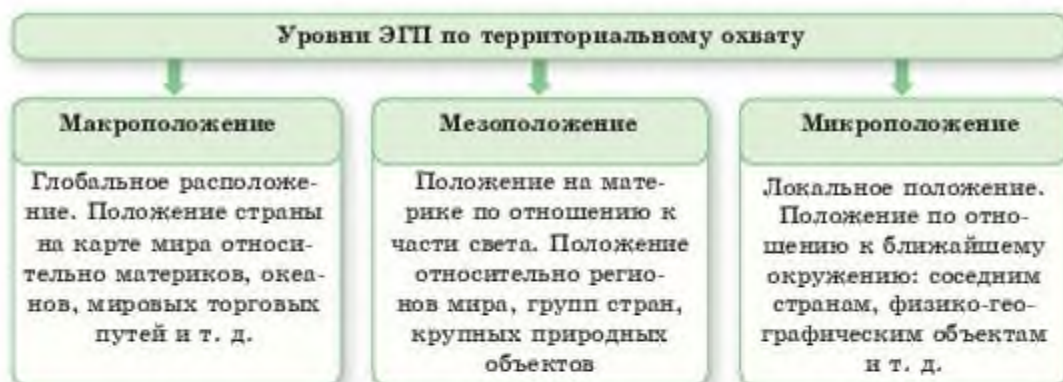 Уровни ЭГП по территориальному охвату
Макроположение
Глобальное расположе-
ние. Положение страны
на карте мира относи-
тельно материков, океа-
нов, мировых торговых
путей и т. д.
Мезоположение
Положение на мате-
рике по отношению к
части света. Положение
относительно регио-
нов мира, групп стран,
крупных природных
объектов
Микроположение
Локальное положение.
Положение по отно-
шению к ближайшему
окружению: соседним
странам, физико-гео-
графическим объектам
и т. д.